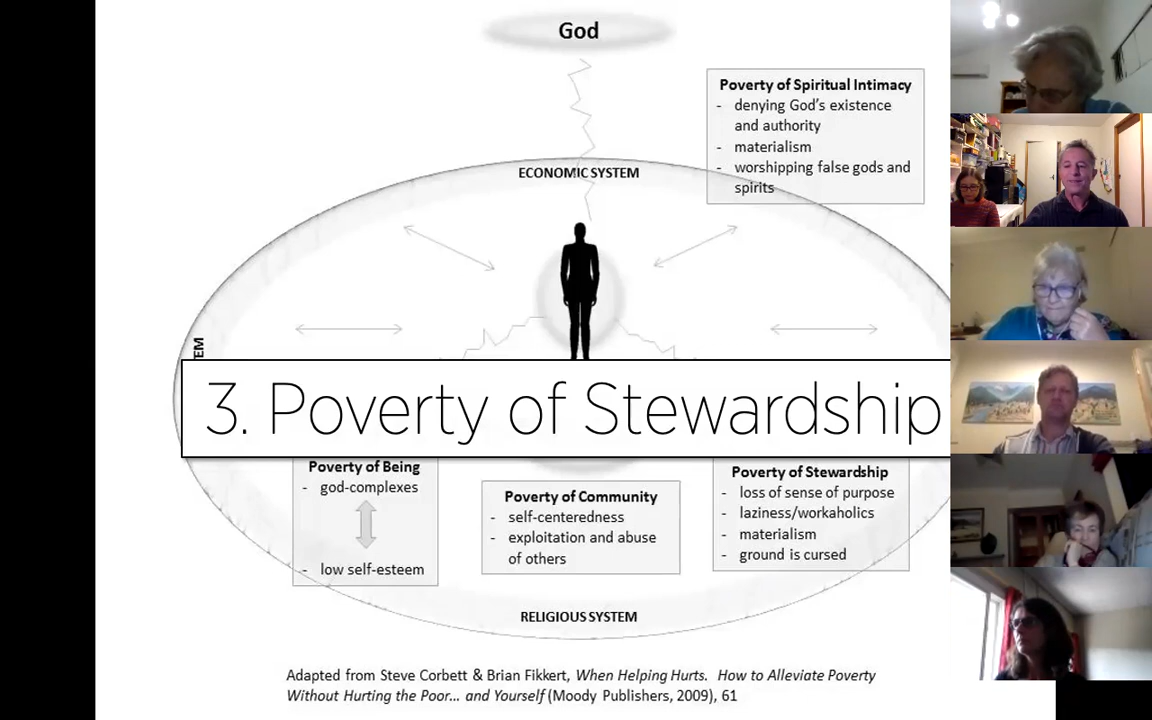 God
Poverty of Spiritual Intimacy
- denying God's existence
and authority
- materialism
- worshipping false gods and
spirits
ECONOMIC SYSTEM
3. Poverty of Stewardship
Poverty of Being
- god-complexes
- low self-esteem
Poverty of Community
- self-centeredness
- exploitation and abuse
of others
Poverty of Stewardship
- loss of sense of purpose
- laziness/workaholics
- materialism
- ground is cursed
RELIGIOUS SYSTEM
Adapted from Steve Corbett & Brian Fikkert, When Helping Hurts. How to Alleviate Poverty
Without Hurting the Poor... and Yourself (Moody Publishers, 2009), 61